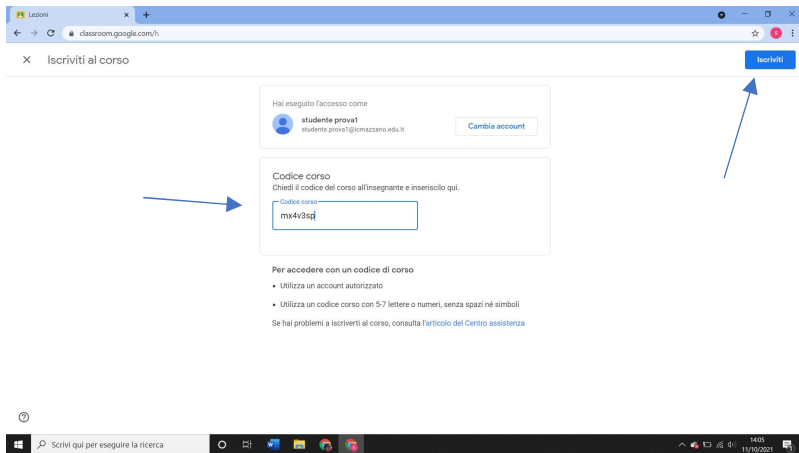 Lezioni
classroom.google.com/h
S
Iscriviti al corso
Iscriviti
Hai eseguito l'accesso come
studente prova1
studente.prova1@icmazzano.edu.it
Cambia account
Codice corso
Chiedi il codice del corso all'insegnante e inseriscilo qui.
Codice corso
mx4v3sp
Per accedere con un codice di corso
• Utilizza un account autorizzato
• Utilizza un codice corso con 5-7 lettere o numeri, senza spazi né simboli
Se hai problemi a iscriverti al corso, consulta l'articolo del Centro assistenza
Scrivi qui per eseguire la ricerca
14:05
11/10/2021